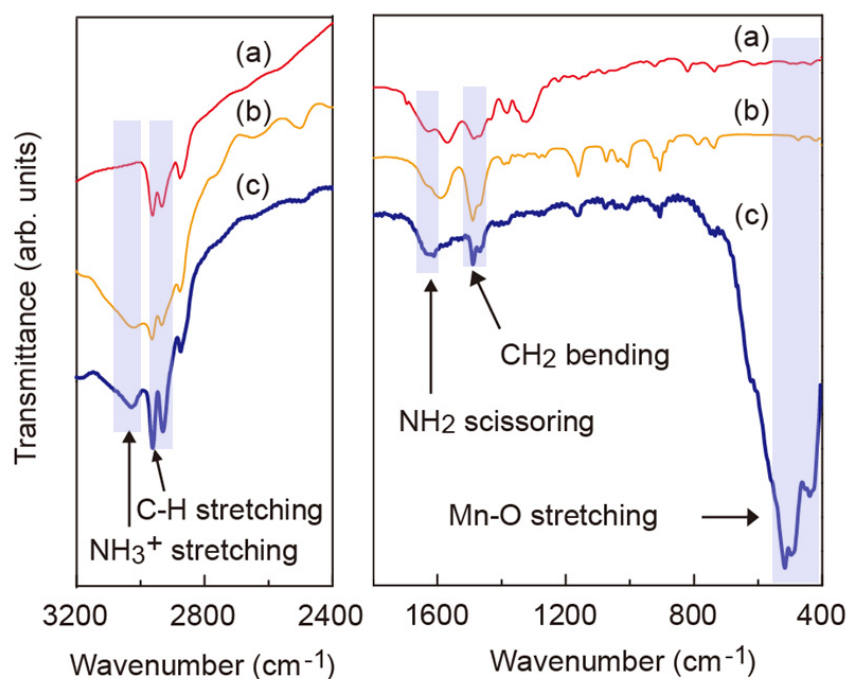 Transmittance (arb. units)
(a)
(b)
(c)
C-H stretching
NH3+ stretching
3200 2800 2400
Wavenumber (cm-1)
(a)
(b)
(c)
CH2 bending
NH2 scissoring
Mn-O stretching
1600 1200 800 400
Wavenumber (cm-1)